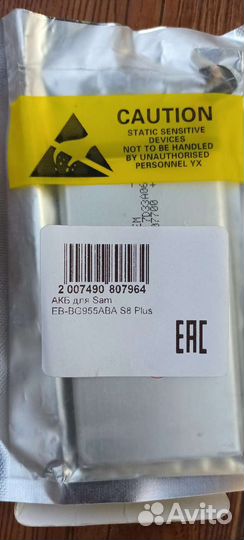 CAUTION
STATIC SENSITIVE
DEVICES
NOT TO BE HANDLED
BY UNAUTHORISED
PERSONNEL YX
2 007490 807964
АКБ для Sam
EB-BG955ABA S8 Plus
EAC
Avito